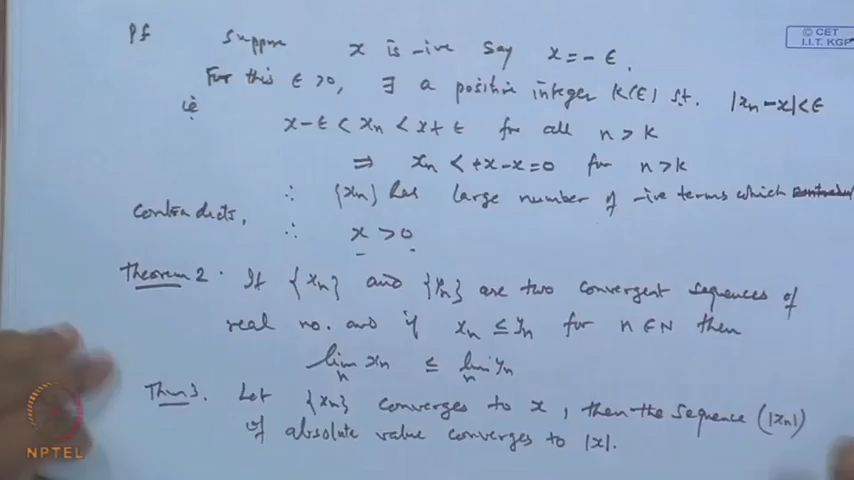 Pf Suppose x is -ive say x = - ε.
For this ε > 0, ∃ a positive integer K(ε) s.t. |xn - x| < ε
ie
x - ε < xn < x + ε for all n > K
⇒ xn < +x - x = 0 for n > K
∴ {xn} has large number of -ive terms which
contradicts.
∴ x > 0.
Theorem 2. If {xn} and {yn} are two convergent sequences of
real no. and if xn ≤ yn for n ∈ N then
lim n xn ≤ lim n yn
Thm 3. Let {xn} converges to x, then the sequence (|xn|)
of absolute value converges to |x|.
© CET
I.I.T. KGP
NPTEL